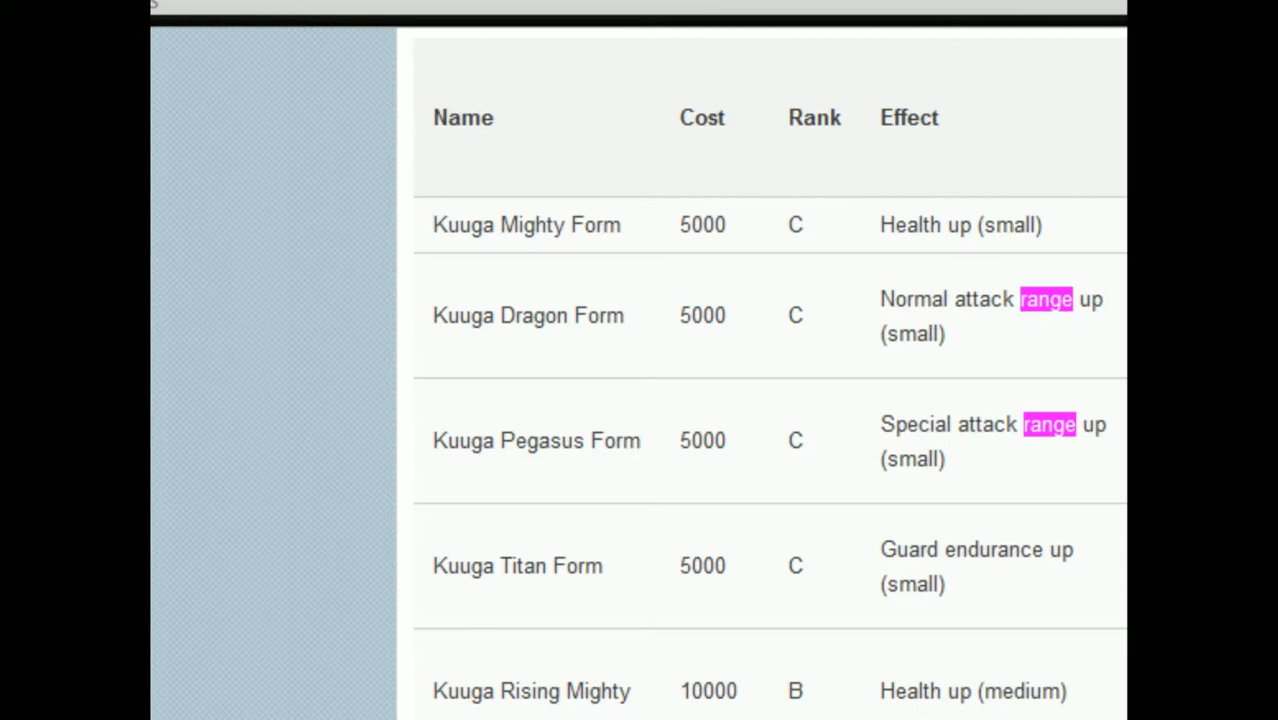 Name Cost Rank Effect
Kuuga Mighty Form 5000 C Health up (small)
Kuuga Dragon Form 5000 C Normal attack range up
(small)
Kuuga Pegasus Form 5000 C Special attack range up
(small)
Kuuga Titan Form 5000 C Guard endurance up
(small)
Kuuga Rising Mighty 10000 B Health up (medium)